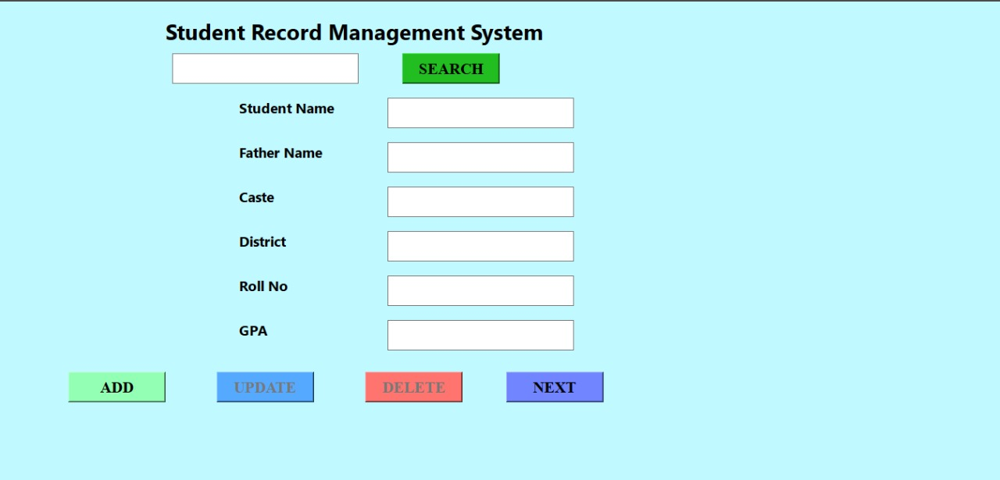 Student Record Management System
SEARCH
Student Name
Father Name
Caste
District
Roll No
GPA
ADD UPDATE DELETE NEXT